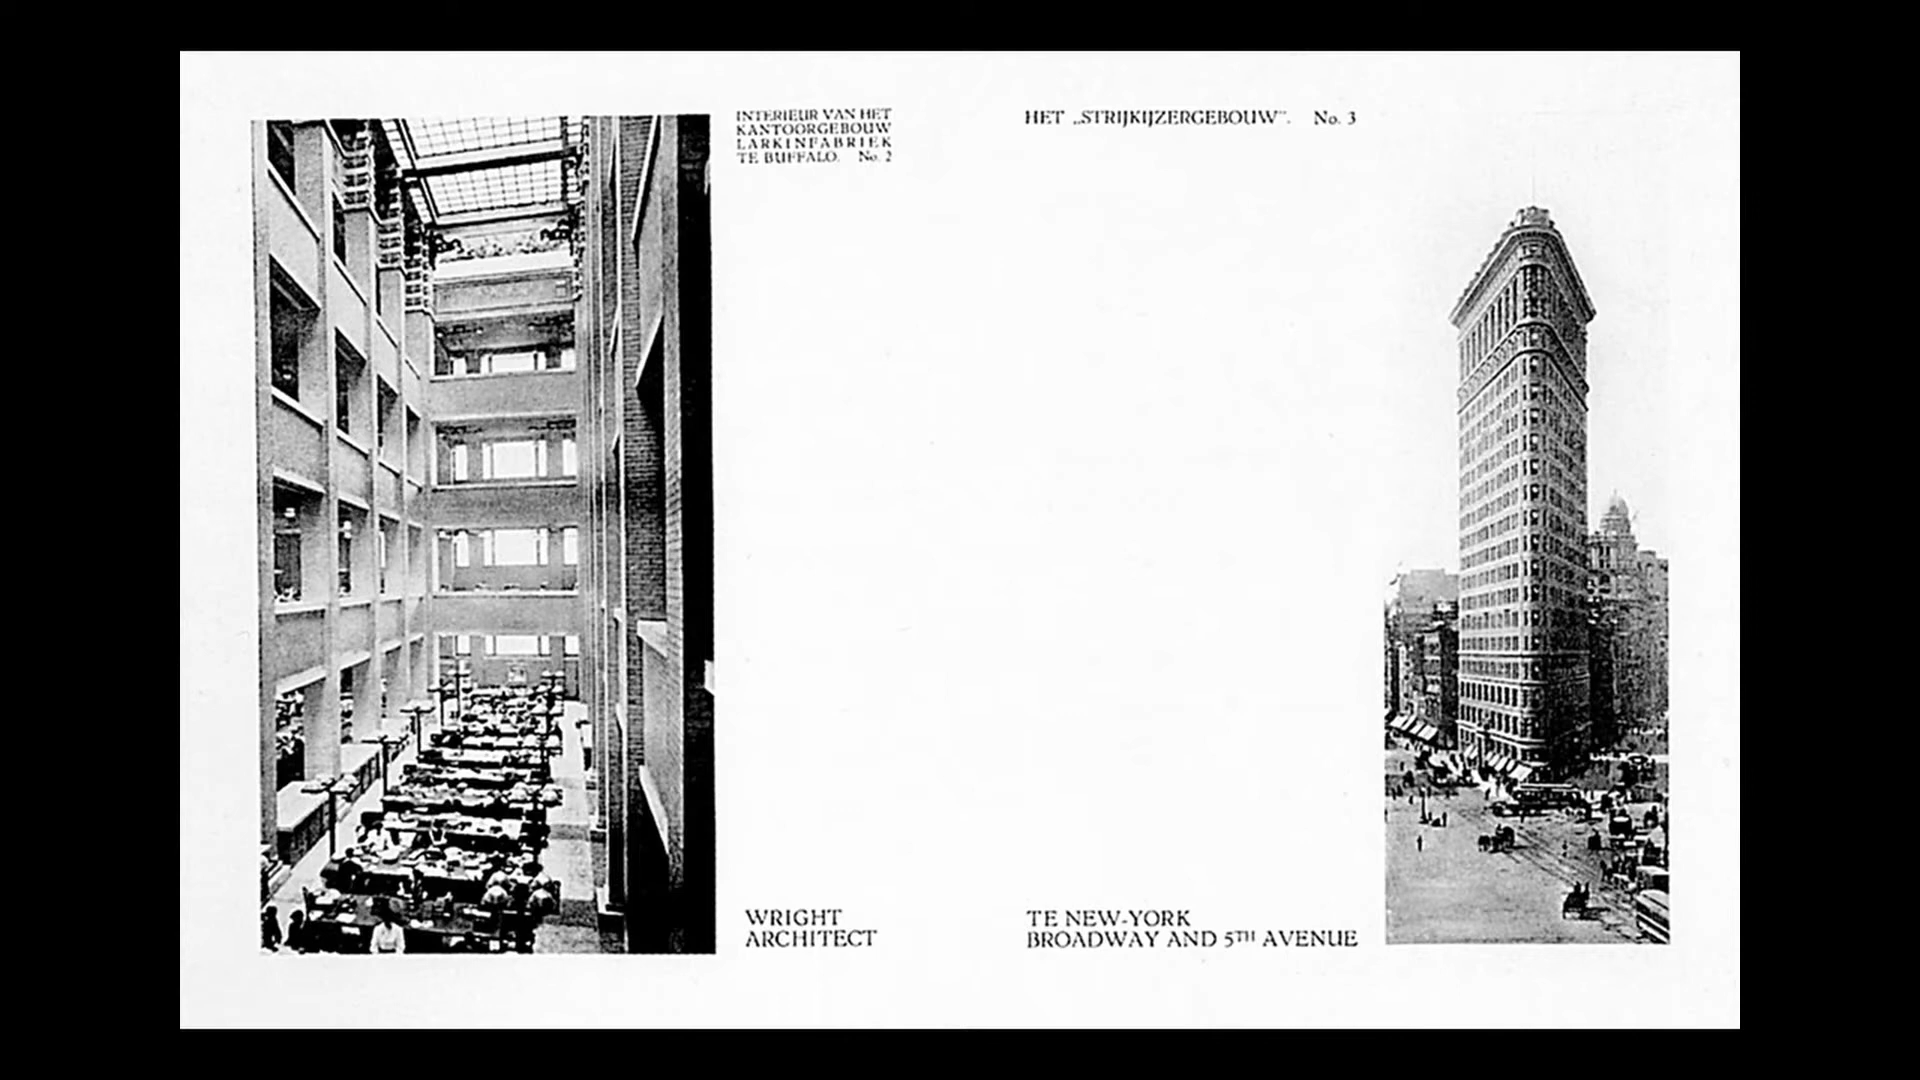 INTERIEUR VAN HET
KANTOORGEBOUW
LARKINFABRIEK
TE BUFFALO. No. 2
WRIGHT
ARCHITECT
HET „STRIJKIJZERGEBOUW”. No. 3
TE NEW-YORK
BROADWAY AND 5TH AVENUE